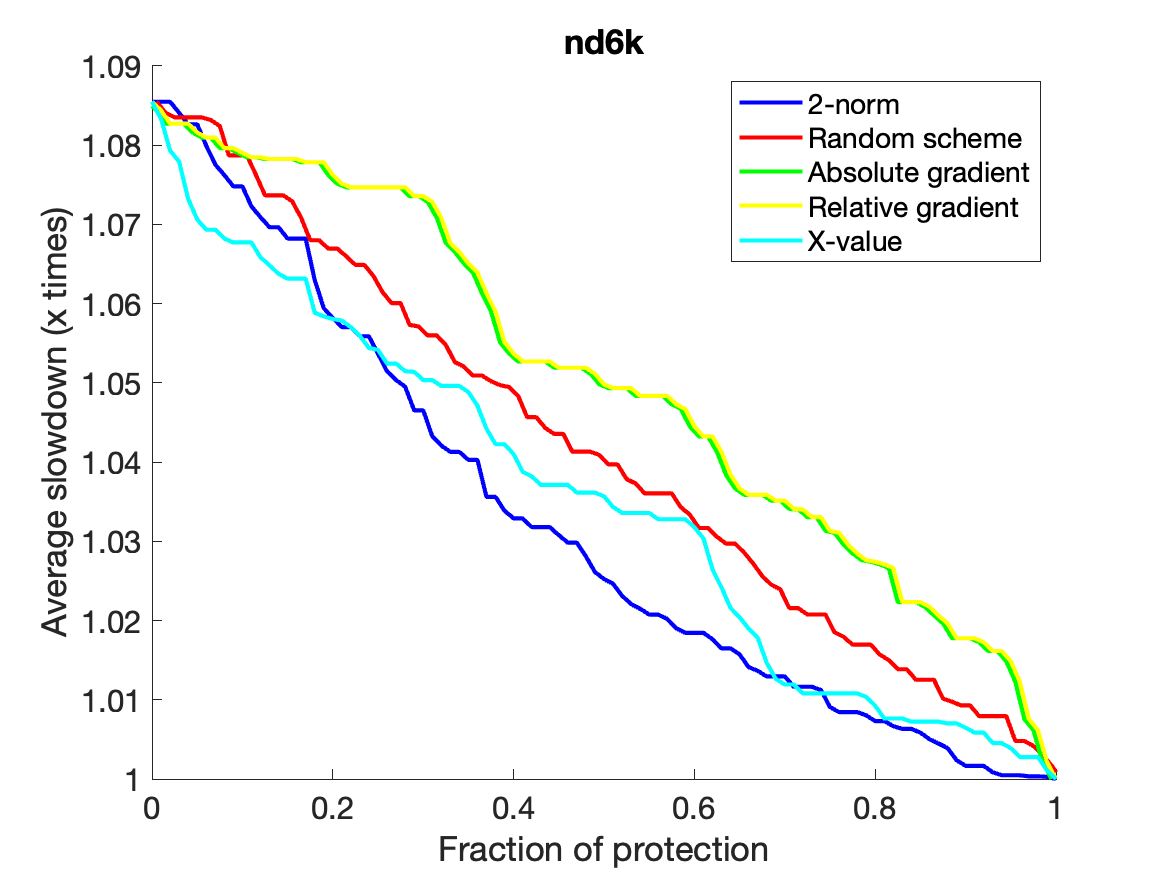 nd6k
1.09
1.08
1.07
1.06
1.05
1.04
1.03
1.02
1.01
1
Average slowdown (x times)
2-norm
Random scheme
Absolute gradient
Relative gradient
X-value
0 0.2 0.4 0.6 0.8 1
Fraction of protection